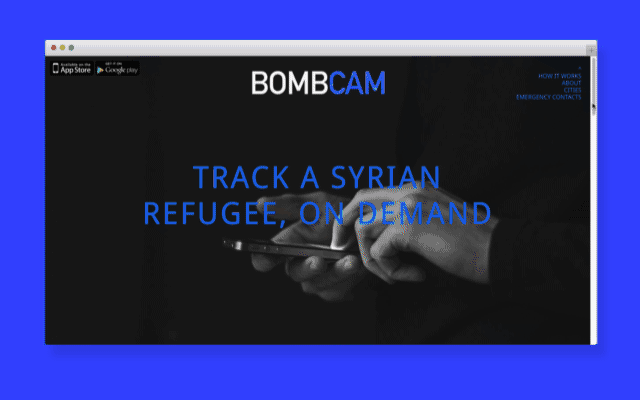 Available on the
App Store
GET IT ON
Google play
BOMBCAM
HOW IT WORKS
ABOUT
CITIES
EMERGENCY CONTACTS
TRACK A SYRIAN
REFUGEE, ON DEMAND